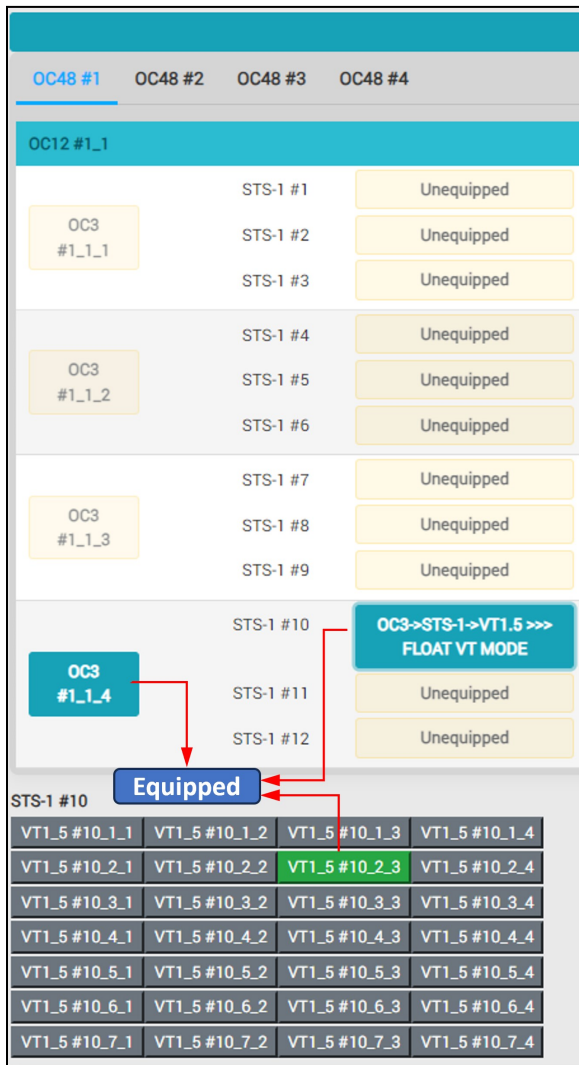 OC48 #1 OC48 #2 OC48 #3 OC48 #4
OC12 #1_1
OC3
#1_1_1
STS-1 #1 Unequipped
STS-1 #2 Unequipped
STS-1 #3 Unequipped
OC3
#1_1_2
STS-1 #4 Unequipped
STS-1 #5 Unequipped
STS-1 #6 Unequipped
OC3
#1_1_3
STS-1 #7 Unequipped
STS-1 #8 Unequipped
STS-1 #9 Unequipped
OC3
#1_1_4
STS-1 #10 OC3->STS-1->VT1.5 >>>
FLOAT VT MODE
STS-1 #11 Unequipped
STS-1 #12 Unequipped
Equipped
STS-1 #10
VT1_5 #10_1_1 VT1_5 #10_1_2 VT1_5 #10_1_3 VT1_5 #10_1_4
VT1_5 #10_2_1 VT1_5 #10_2_2 VT1_5 #10_2_3 VT1_5 #10_2_4
VT1_5 #10_3_1 VT1_5 #10_3_2 VT1_5 #10_3_3 VT1_5 #10_3_4
VT1_5 #10_4_1 VT1_5 #10_4_2 VT1_5 #10_4_3 VT1_5 #10_4_4
VT1_5 #10_5_1 VT1_5 #10_5_2 VT1_5 #10_5_3 VT1_5 #10_5_4
VT1_5 #10_6_1 VT1_5 #10_6_2 VT1_5 #10_6_3 VT1_5 #10_6_4
VT1_5 #10_7_1 VT1_5 #10_7_2 VT1_5 #10_7_3 VT1_5 #10_7_4